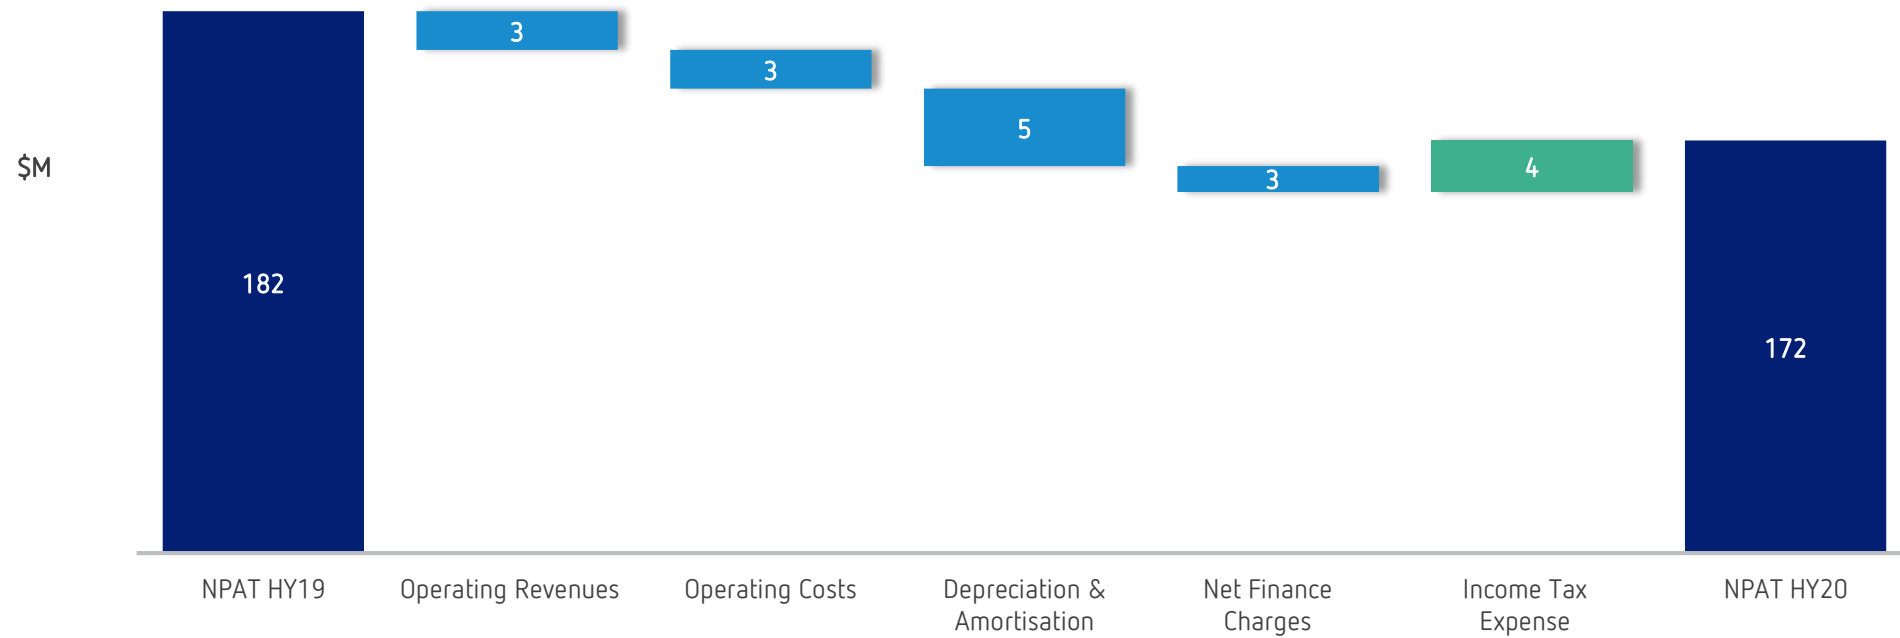 3
3
5
3
4
$M
182
172
NPAT HY19
Operating Revenues
Operating Costs
Depreciation &
Amortisation
Net Finance
Charges
Income Tax
Expense
NPAT HY20